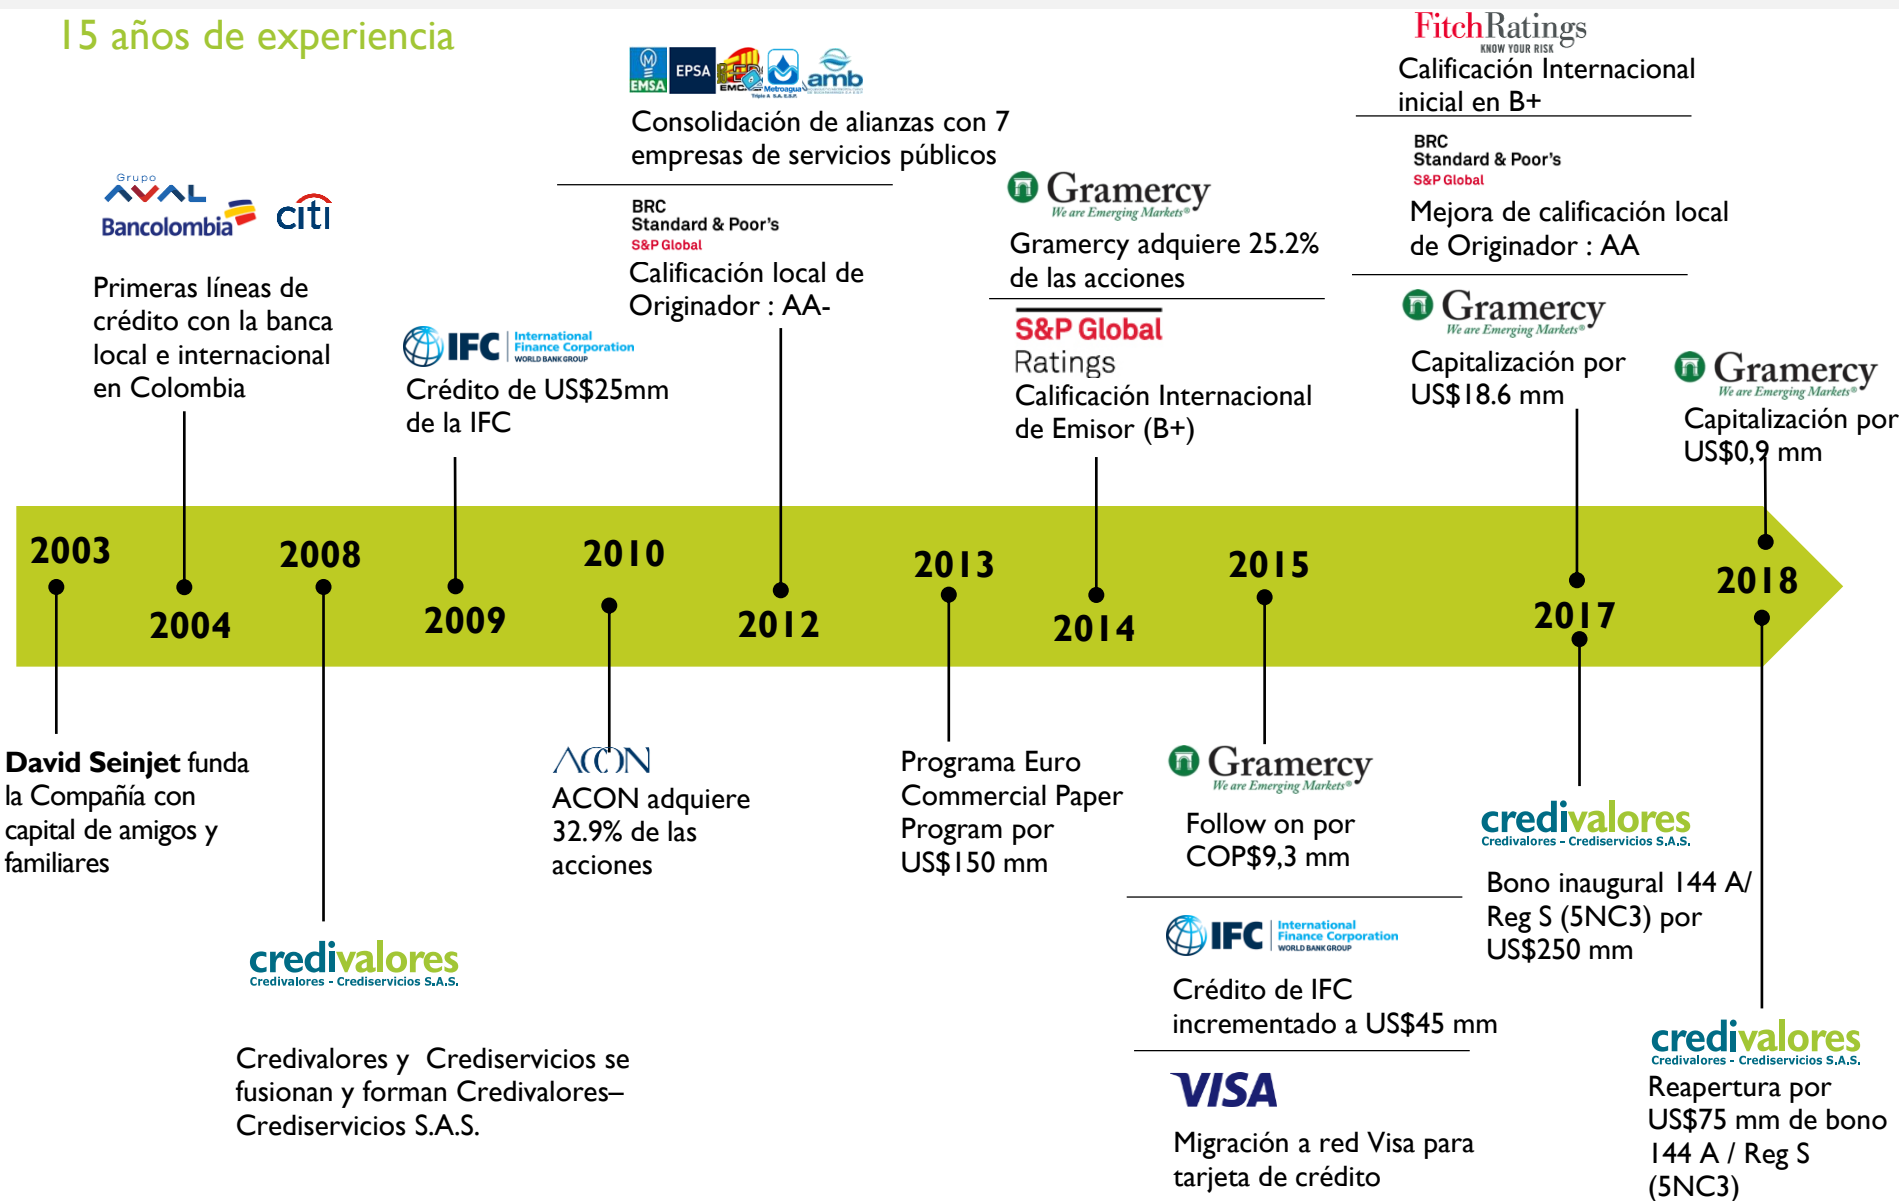 15 años de experiencia
Grupo
AVAL
Bancolombia
citi
Primeras líneas de
crédito con la banca
local e internacional
en Colombia
IFC
International
Finance Corporation
WORLD BANK GROUP
Crédito de US$25mm
de la IFC
EMSA
EPSA
Metroagua
Triple A S.A. E.S.P.
amb
Consolidación de alianzas con 7
empresas de servicios públicos
BRC
Standard & Poor's
S&P Global
Calificación local de
Originador : AA-
Gramercy
We are Emerging Markets®
Gramercy adquiere 25.2%
de las acciones
S&P Global
Ratings
Calificación Internacional
de Emisor (B+)
FitchRatings
KNOW YOUR RISK
Calificación Internacional
inicial en B+
BRC
Standard & Poor's
S&P Global
Mejora de calificación local
de Originador : AA
Gramercy
We are Emerging Markets®
Capitalización por
US$18.6 mm
Gramercy
We are Emerging Markets®
Capitalización por
US$0,9 mm
2003
2004
2008
2009
2010
2012
2013
2014
2015
2017
2018
David Seinjet funda
la Compañía con
capital de amigos y
familiares
credivalores
Credivalores - Crediservicios S.A.S.
Credivalores y Crediservicios se
fusionan y forman Credivalores–
Crediservicios S.A.S.
ACON
ACON adquiere
32.9% de las
acciones
Programa Euro
Commercial Paper
Program por
US$150 mm
Gramercy
We are Emerging Markets®
Follow on por
COP$9,3 mm
IFC
International
Finance Corporation
WORLD BANK GROUP
Crédito de IFC
incrementado a US$45 mm
VISA
Migración a red Visa para
tarjeta de crédito
credivalores
Credivalores - Crediservicios S.A.S.
Bono inaugural 144 A/
Reg S (5NC3) por
US$250 mm
credivalores
Credivalores - Crediservicios S.A.S.
Reapertura por
US$75 mm de bono
144 A / Reg S
(5NC3)